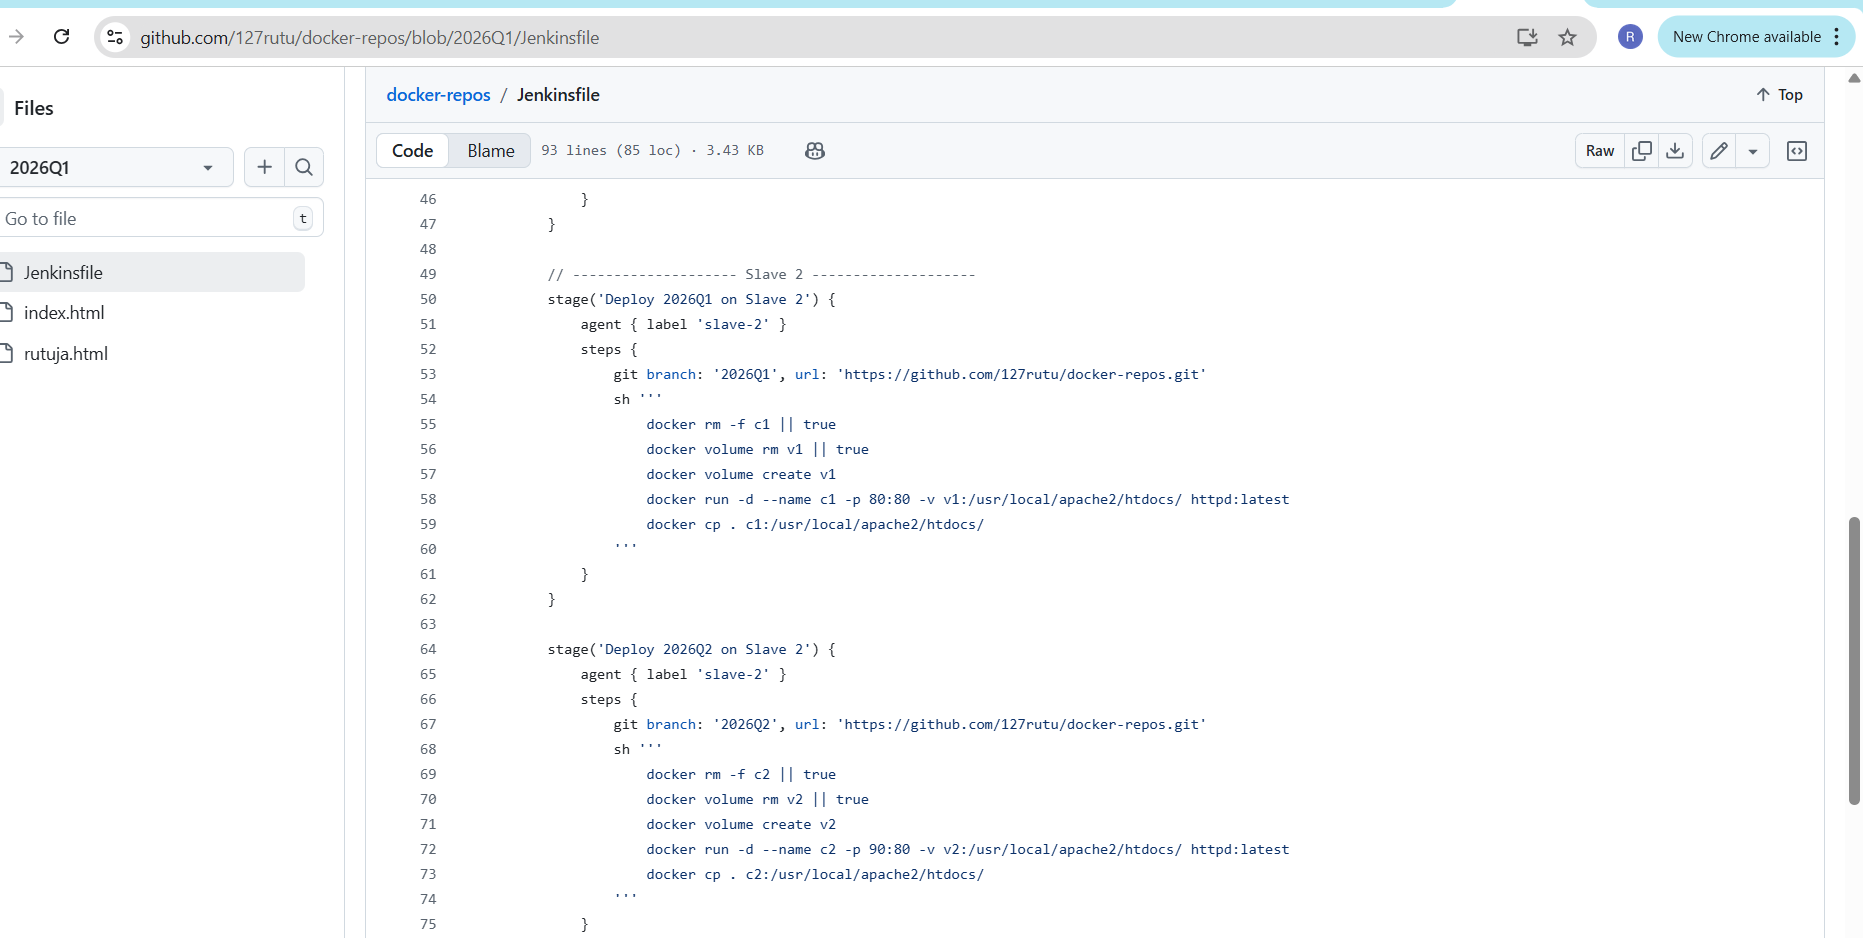 github.com/127rutu/docker-repos/blob/2026Q1/Jenkinsfile
R
New Chrome available
Files
2026Q1
Go to file
t
Jenkinsfile
index.html
rutuja.html
docker-repos / Jenkinsfile
Top
Code
Blame
93 lines (85 loc) · 3.43 KB
Raw
46 }
47 }
48
49 // -------------------- Slave 2 --------------------
50 stage('Deploy 2026Q1 on Slave 2') {
51 agent { label 'slave-2' }
52 steps {
53 git branch: '2026Q1', url: 'https://github.com/127rutu/docker-repos.git'
54 sh '''
55 docker rm -f c1 || true
56 docker volume rm v1 || true
57 docker volume create v1
58 docker run -d --name c1 -p 80:80 -v v1:/usr/local/apache2/htdocs/ httpd:latest
59 docker cp . c1:/usr/local/apache2/htdocs/
60 '''
61 }
62 }
63
64 stage('Deploy 2026Q2 on Slave 2') {
65 agent { label 'slave-2' }
66 steps {
67 git branch: '2026Q2', url: 'https://github.com/127rutu/docker-repos.git'
68 sh '''
69 docker rm -f c2 || true
70 docker volume rm v2 || true
71 docker volume create v2
72 docker run -d --name c2 -p 90:80 -v v2:/usr/local/apache2/htdocs/ httpd:latest
73 docker cp . c2:/usr/local/apache2/htdocs/
74 '''
75 }